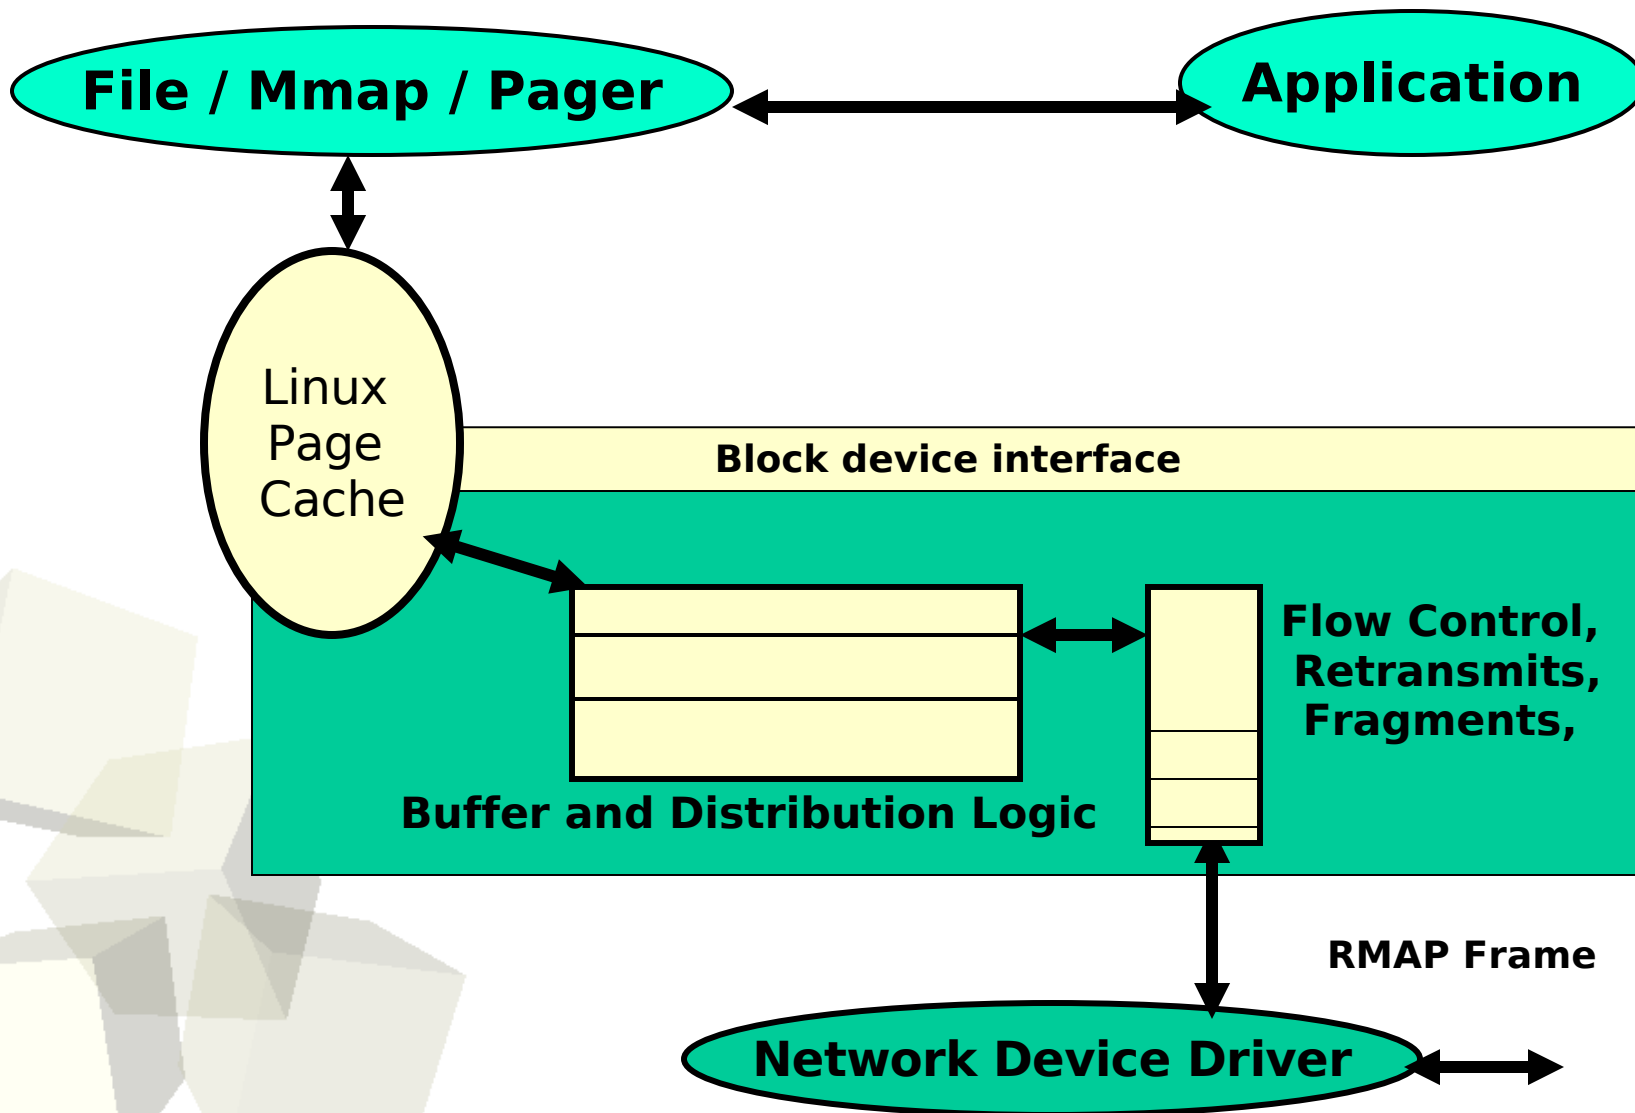 File / Mmap / Pager
Application
Linux
Page
Cache
Block device interface
Flow Control,
Retransmits,
Fragments,
Buffer and Distribution Logic
RMAP Frame
Network Device Driver